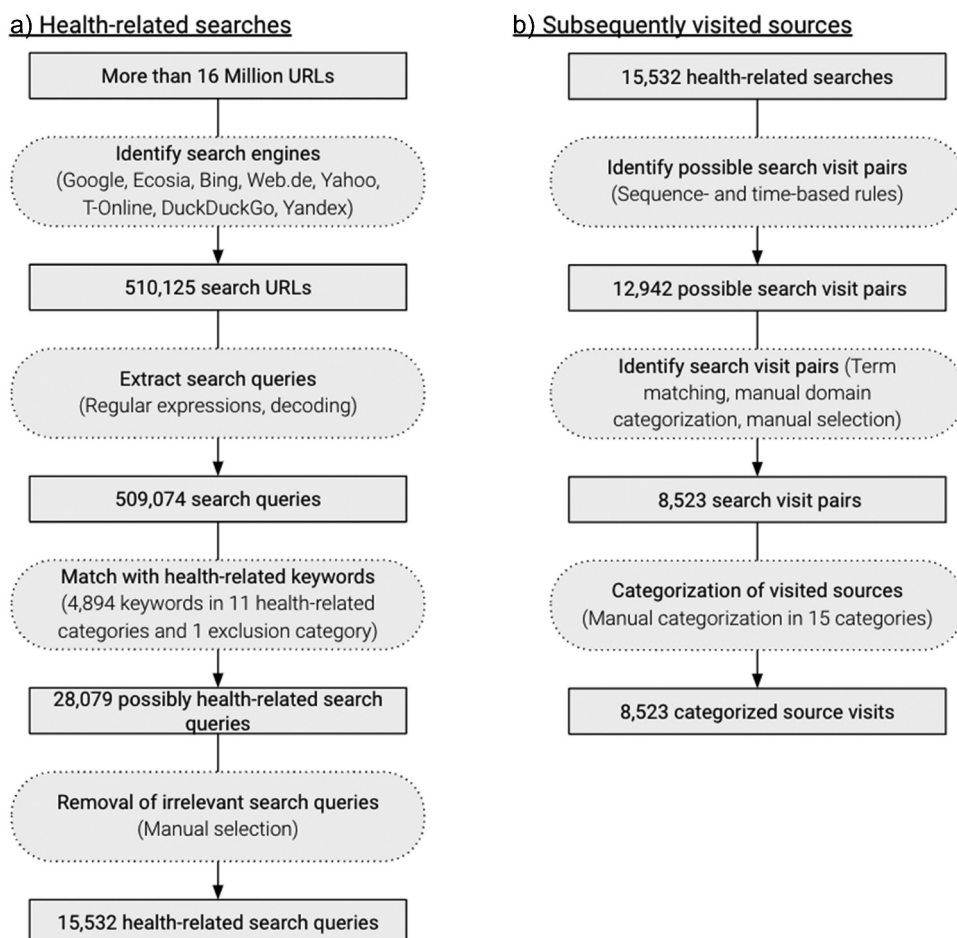 a) Health-related searches
More than 16 Million URLs
Identify search engines
(Google, Ecosia, Bing, Web.de, Yahoo,
T-Online, DuckDuckGo, Yandex)
510,125 search URLs
Extract search queries
(Regular expressions, decoding)
509,074 search queries
Match with health-related keywords
(4,894 keywords in 11 health-related
categories and 1 exclusion category)
28,079 possibly health-related search
queries
Removal of irrelevant search queries
(Manual selection)
15,532 health-related search queries
b) Subsequently visited sources
15,532 health-related searches
Identify possible search visit pairs
(Sequence- and time-based rules)
12,942 possible search visit pairs
Identify search visit pairs (Term
matching, manual domain
categorization, manual selection)
8,523 search visit pairs
Categorization of visited sources
(Manual categorization in 15 categories)
8,523 categorized source visits